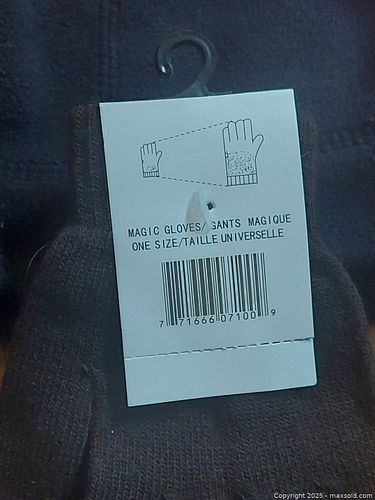 MAGIC GLOVES/GANTS MAGIQUE
ONE SIZE/TAILLE UNIVERSELLE
7 71666 07100 9
Copyright 2025 - maxsold.com